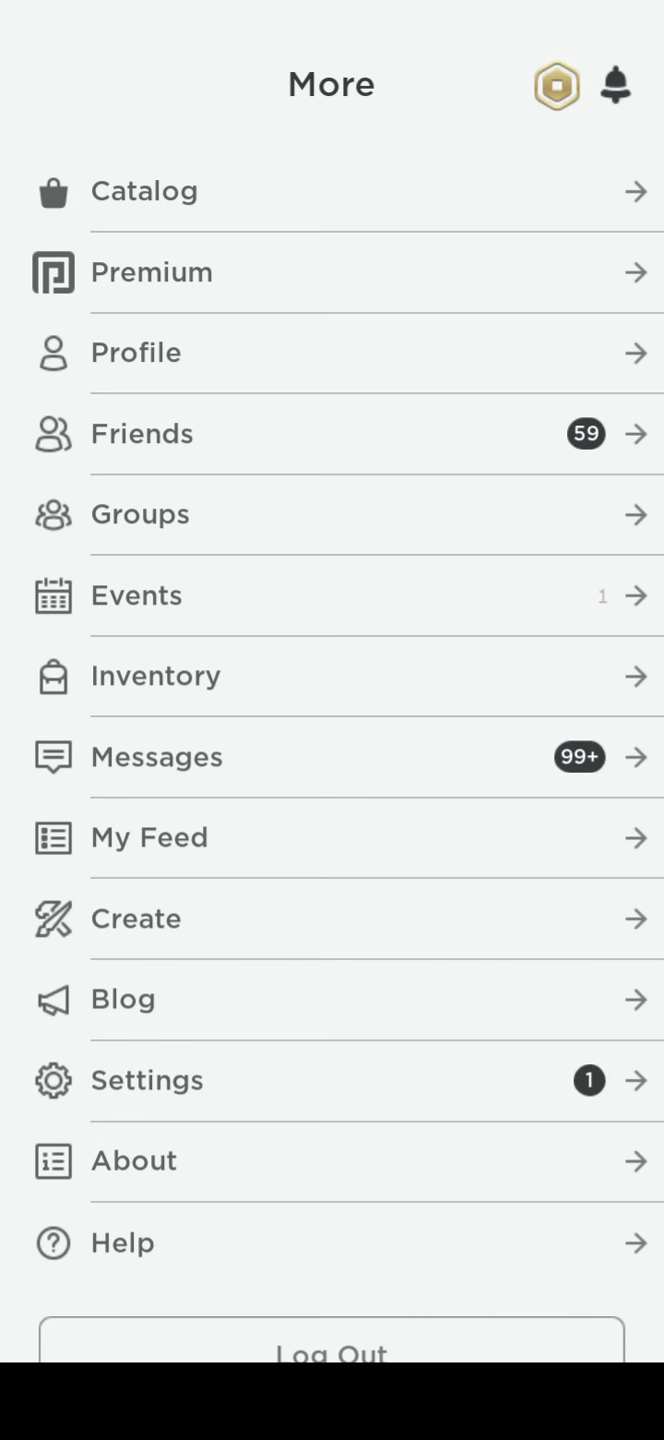 More
Catalog
Premium
Profile
Friends 59
Groups
Events 1
Inventory
Messages 99+
My Feed
Create
Blog
Settings 1
About
Help
Log Out